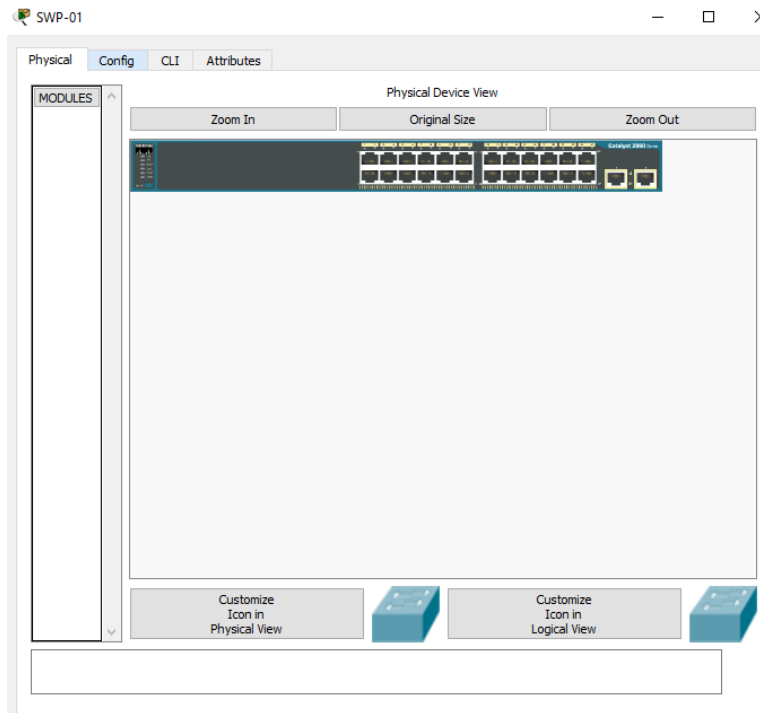 SWP-01
Physical Config CLI Attributes
MODULES
Physical Device View
Zoom In Original Size Zoom Out
Catalyst 2960
Customize
Icon in
Physical View
Customize
Icon in
Logical View